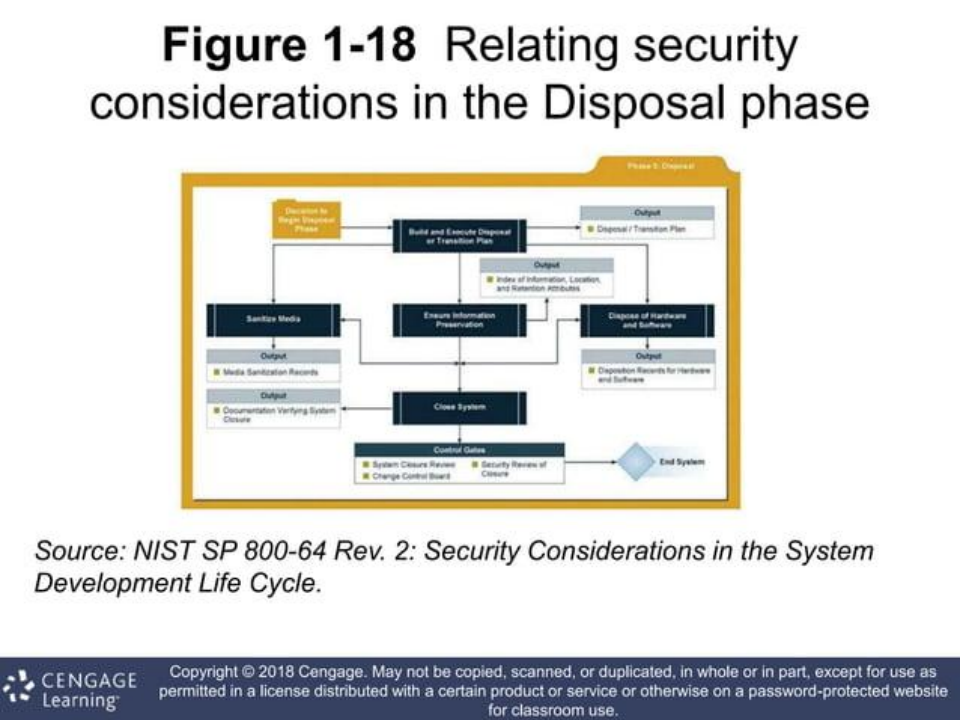 Figure 1-18 Relating security
considerations in the Disposal phase
Phase 5: Disposal
Decision to
Begin Disposal
Phase
Build and Execute Disposal
or Transition Plan
Output
Disposal / Transition Plan
Output
Index of Information, Location,
and Retention Attributes
Sanitize Media
Ensure Information
Preservation
Dispose of Hardware
and Software
Output
Media Sanitization Records
Output
Disposition Records for Hardware
and Software
Output
Documentation Verifying System
Closure
Close System
Control Gates
System Closure Review
Change Control Board
Security Review of
Closure
End System
Source: NIST SP 800-64 Rev. 2: Security Considerations in the System
Development Life Cycle.
CENGAGE
Learning
Copyright © 2018 Cengage. May not be copied, scanned, or duplicated, in whole or in part, except for use as
permitted in a license distributed with a certain product or service or otherwise on a password-protected website
for classroom use.